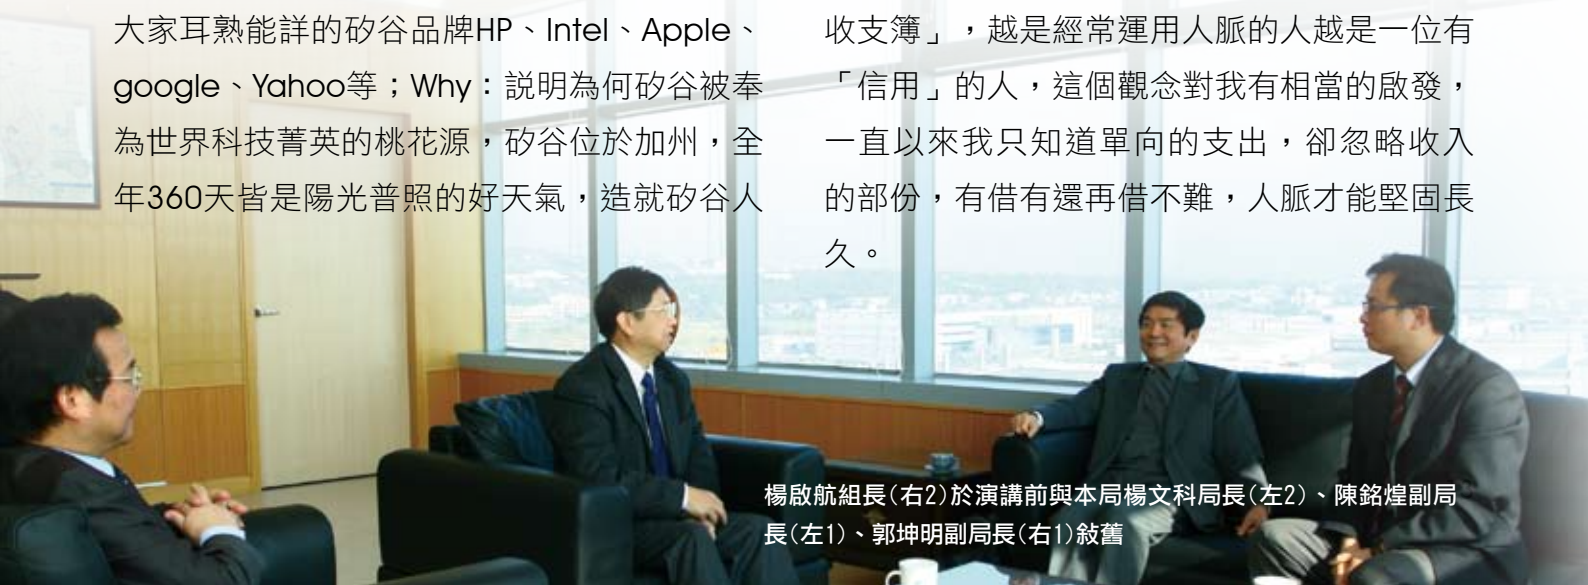 大家耳熟能詳的矽谷品牌HP、Intel、Apple、
google、Yahoo等；Why：說明為何矽谷被奉
為世界科技菁英的桃花源，矽谷位於加州，全
年360天皆是陽光普照的好天氣，造就矽谷人
收支簿」，越是經常運用人脈的人越是一位有
「信用」的人，這個觀念對我有相當的啟發，
一直以來我只知道單向的支出，卻忽略收入
的部份，有借有還再借不難，人脈才能堅固長
久。
楊啟航組長(右2)於演講前與本局楊文科局長(左2)、陳銘煌副局
長(左1)、郭坤明副局長(右1)敍舊